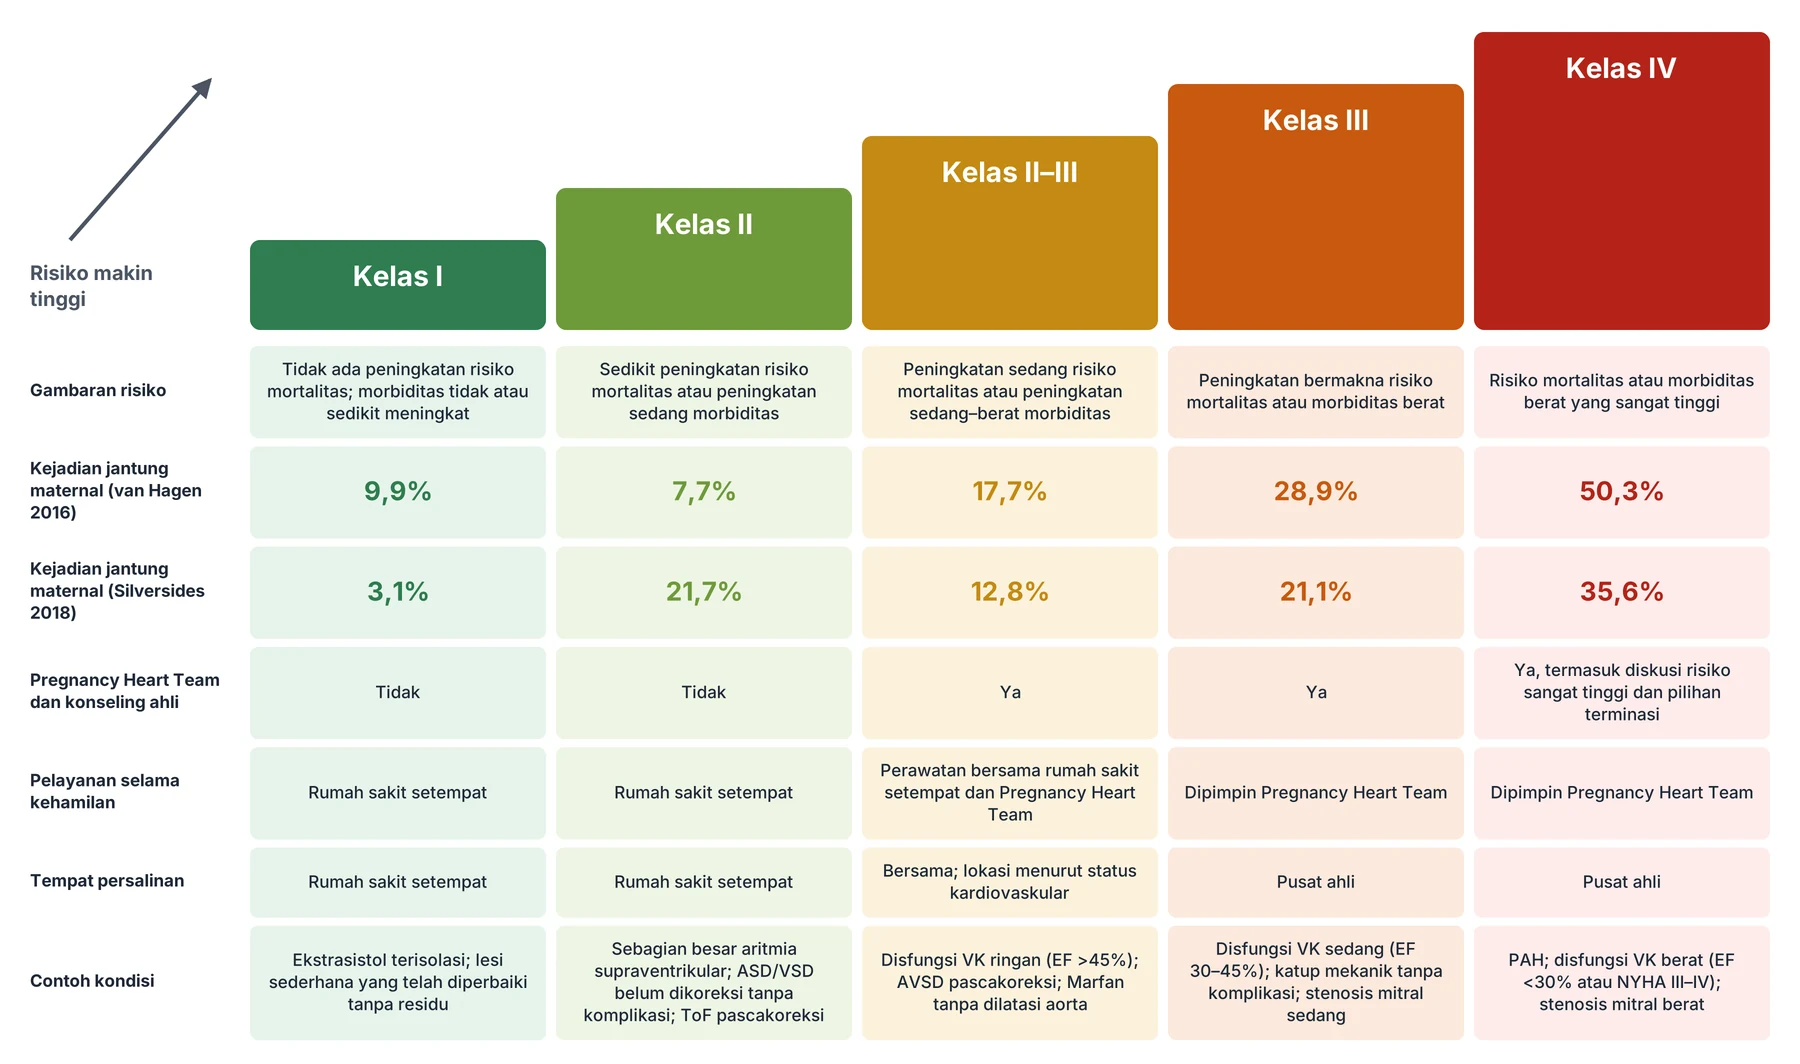 Kelas IV
Kelas III
Kelas II–III
Kelas II
Kelas I
Risiko makin
tinggi
Gambaran risiko
Tidak ada peningkatan risiko
mortalitas; morbiditas tidak atau
sedikit meningkat
Sedikit peningkatan risiko
mortalitas atau peningkatan
sedang morbiditas
Peningkatan sedang risiko
mortalitas atau peningkatan
sedang–berat morbiditas
Peningkatan bermakna risiko
mortalitas atau morbiditas berat
Risiko mortalitas atau morbiditas
berat yang sangat tinggi
Kejadian jantung
maternal (van Hagen
2016)
9,9%
7,7%
17,7%
28,9%
50,3%
Kejadian jantung
maternal (Silversides
2018)
3,1%
21,7%
12,8%
21,1%
35,6%
Pregnancy Heart Team
dan konseling ahli
Tidak
Tidak
Ya
Ya
Ya, termasuk diskusi risiko
sangat tinggi dan pilihan
terminasi
Pelayanan selama
kehamilan
Rumah sakit setempat
Rumah sakit setempat
Perawatan bersama rumah sakit
setempat dan Pregnancy Heart
Team
Dipimpin Pregnancy Heart Team
Dipimpin Pregnancy Heart Team
Tempat persalinan
Rumah sakit setempat
Rumah sakit setempat
Bersama; lokasi menurut status
kardiovaskular
Pusat ahli
Pusat ahli
Contoh kondisi
Ekstrasistol terisolasi; lesi
sederhana yang telah diperbaiki
tanpa residu
Sebagian besar aritmia
supraventrikular; ASD/VSD
belum dikoreksi tanpa
komplikasi; ToF pascakoreksi
Disfungsi VK ringan (EF >45%);
AVSD pascakoreksi; Marfan
tanpa dilatasi aorta
Disfungsi VK sedang (EF
30–45%); katup mekanik tanpa
komplikasi; stenosis mitral
sedang
PAH; disfungsi VK berat (EF
<30% atau NYHA III–IV);
stenosis mitral berat